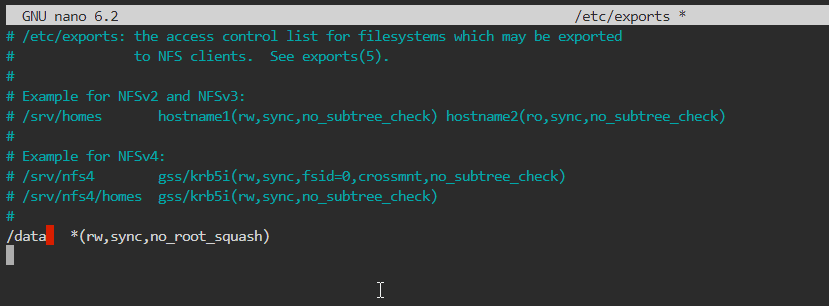 GNU nano 6.2 /etc/exports *
# /etc/exports: the access control list for filesystems which may be exported
#               to NFS clients.  See exports(5).
#
# Example for NFSv2 and NFSv3:
# /srv/homes       hostname1(rw,sync,no_subtree_check) hostname2(ro,sync,no_subtree_check)
#
# Example for NFSv4:
# /srv/nfs4        gss/krb5i(rw,sync,fsid=0,crossmnt,no_subtree_check)
# /srv/nfs4/homes  gss/krb5i(rw,sync,no_subtree_check)
#
/data   *(rw,sync,no_root_squash)